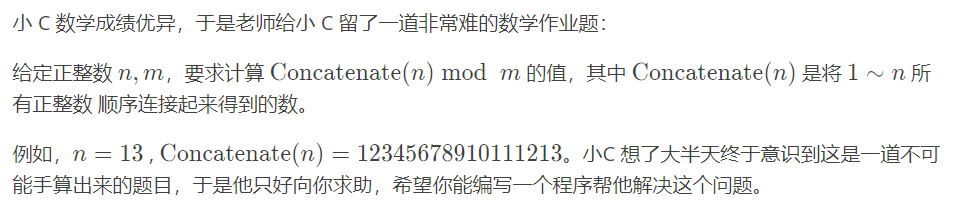 小 C 数学成绩优异，于是老师给小 C 留了一道非常难的数学作业题：
给定正整数 n, m，要求计算 Concatenate(n) mod m 的值，其中 Concatenate(n) 是将 1 ∼ n 所
有正整数 顺序连接起来得到的数。
例如，n = 13 , Concatenate(n) = 12345678910111213。小C 想了大半天终于意识到这是一道不可
能手算出来的题目，于是他只好向你求助，希望你能编写一个程序帮他解决这个问题。